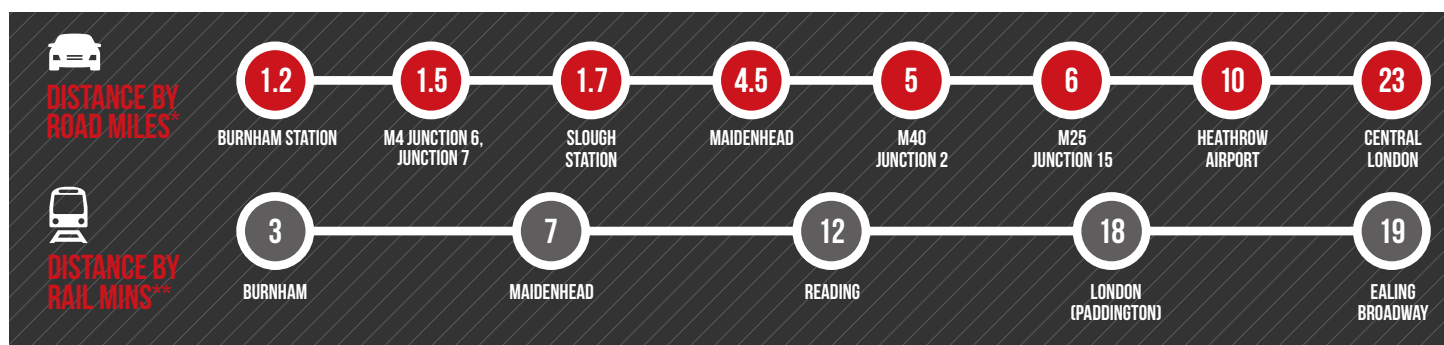 DISTANCE BY
ROAD MILES*
1.2
BURNHAM STATION
1.5
M4 JUNCTION 6,
JUNCTION 7
1.7
SLOUGH
STATION
4.5
MAIDENHEAD
5
M40
JUNCTION 2
6
M25
JUNCTION 15
10
HEATHROW
AIRPORT
23
CENTRAL
LONDON
DISTANCE BY
RAIL MINS**
3
BURNHAM
7
MAIDENHEAD
12
READING
18
LONDON
(PADDINGTON)
19
EALING
BROADWAY